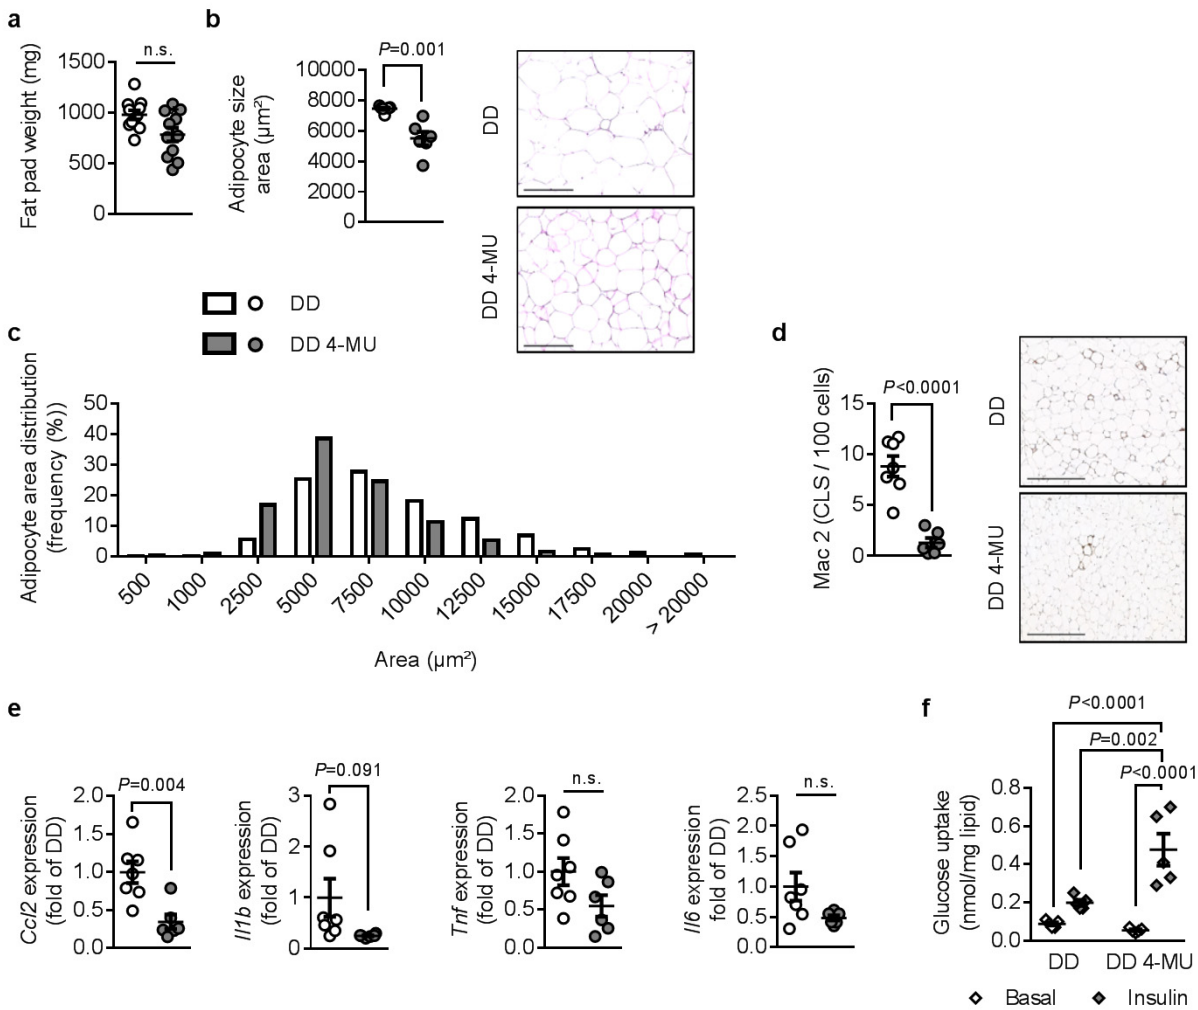 a
Fat pad weight (mg)
n.s.
1500
1000
500
0
b
Adipocyte size
area (µm²)
P=0.001
10000
8000
6000
4000
2000
0
DD
DD 4-MU
DD
DD 4-MU
c
Adipocyte area distribution
(frequency (%))
50
40
30
20
10
0
500
1000
2500
5000
7500
10000
12500
15000
17500
20000
> 20000
Area (µm²)
d
Mac 2 (CLS / 100 cells)
P<0.0001
15
10
5
0
DD
DD 4-MU
e
Ccl2 expression
(fold of DD)
P=0.004
2.0
1.5
1.0
0.5
0.0
Il1b expression
(fold of DD)
P=0.091
3
2
1
0
Tnf expression
(fold of DD)
n.s.
2.0
1.5
1.0
0.5
0.0
Il6 expression
(fold of DD)
n.s.
2.5
2.0
1.5
1.0
0.5
0.0
f
Glucose uptake
(nmol/mg lipid)
P<0.0001
P=0.002
P<0.0001
0.8
0.6
0.4
0.2
0.0
DD
DD 4-MU
Basal
Insulin